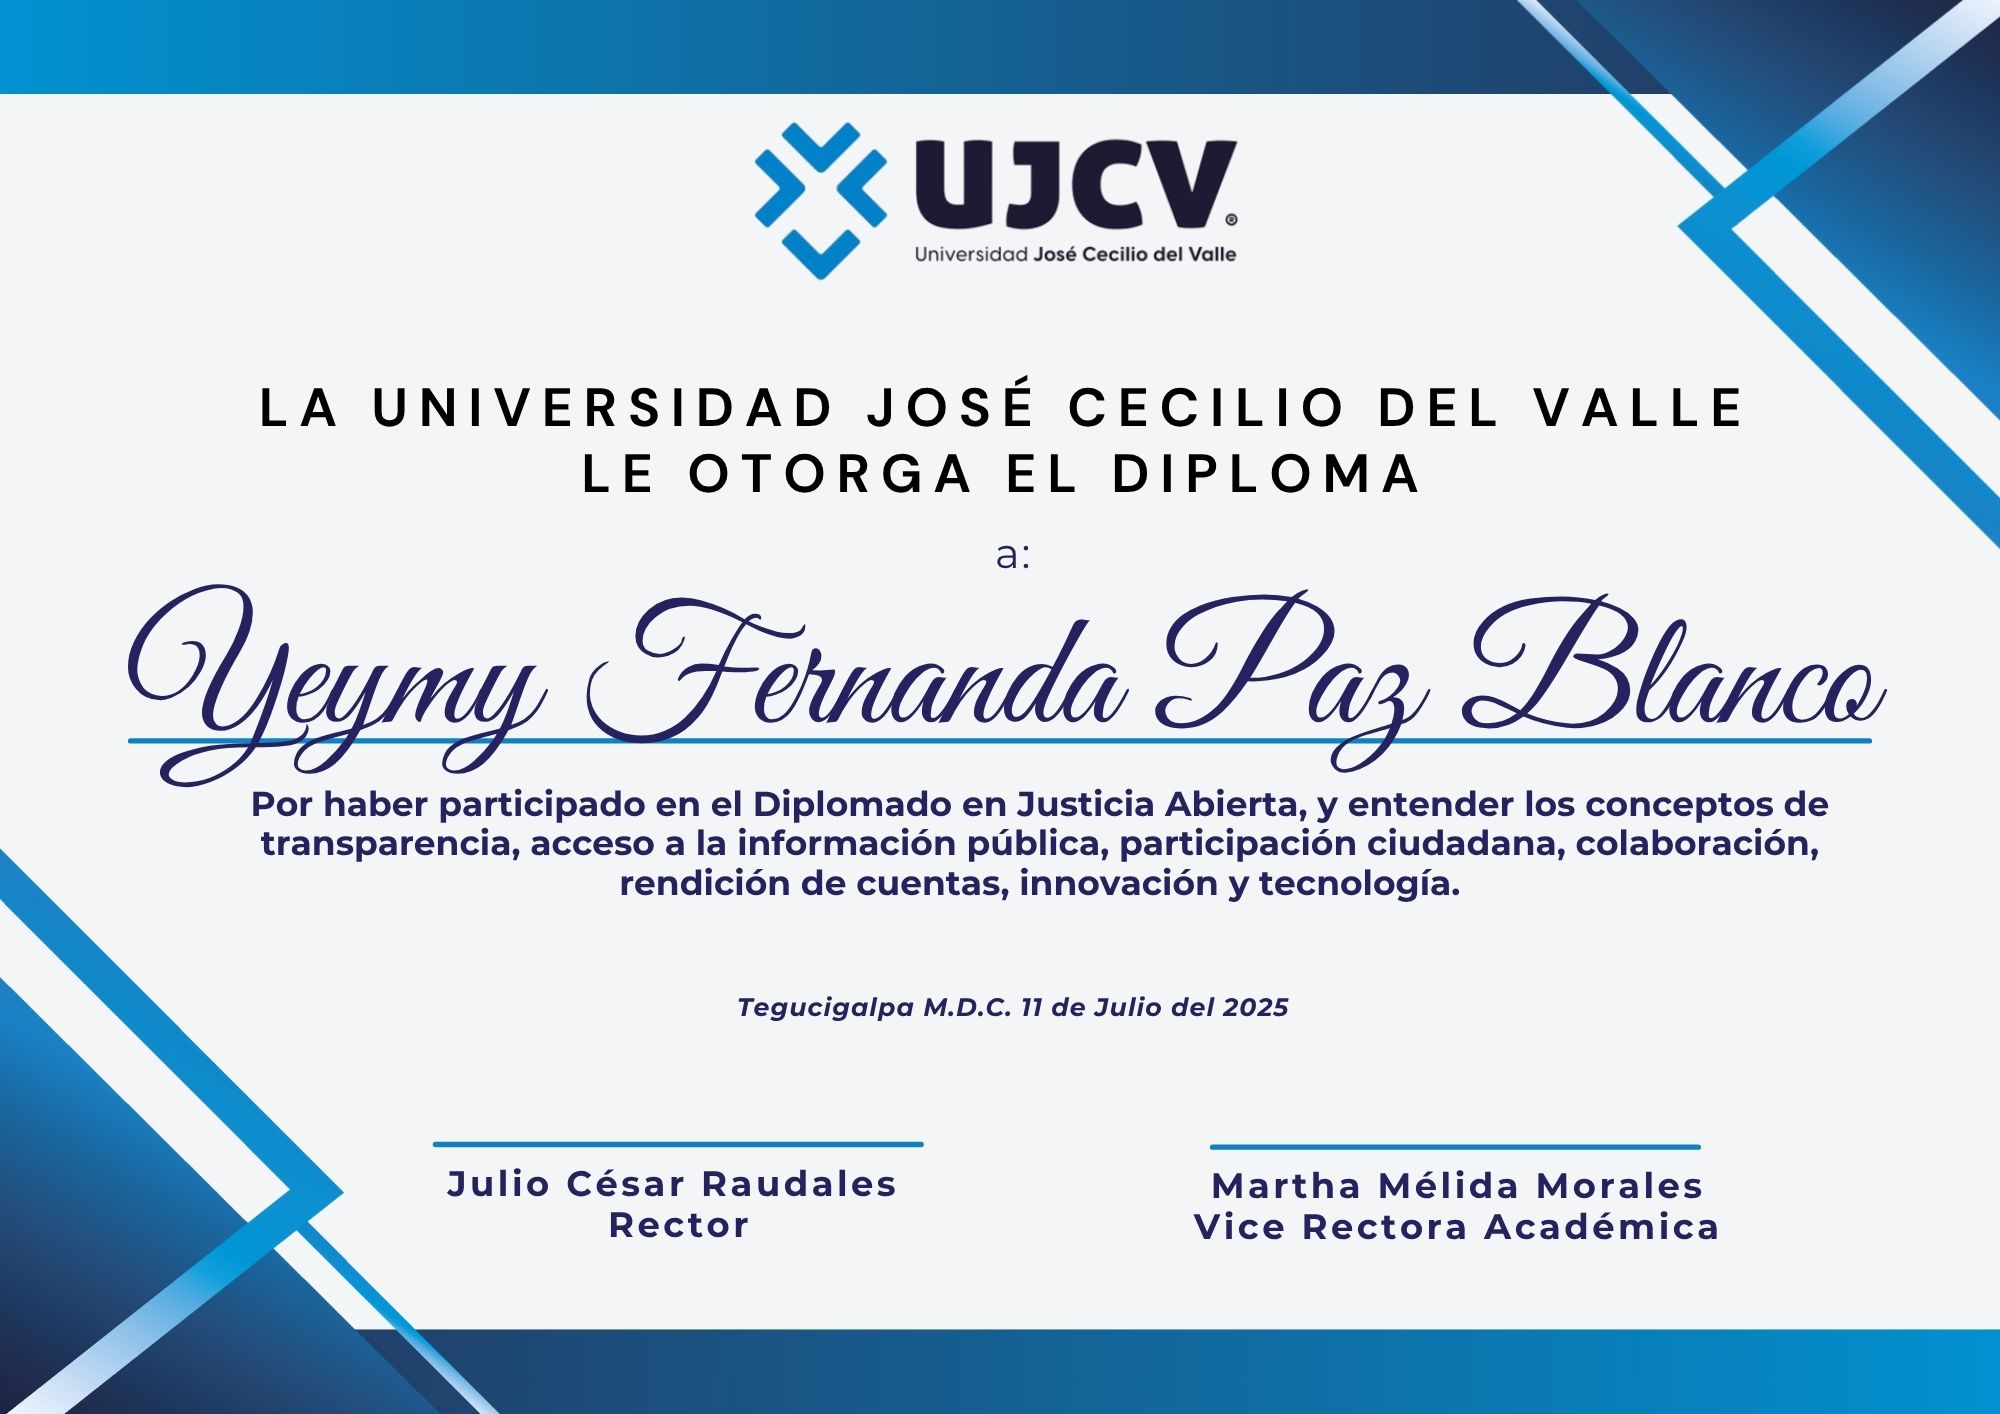 UJCV®
Universidad José Cecilio del Valle
LA UNIVERSIDAD JOSÉ CECILIO DEL VALLE
LE OTORGA EL DIPLOMA
a:
Yeymy Fernanda Paz Blanco
Por haber participado en el Diplomado en Justicia Abierta, y entender los conceptos de
transparencia, acceso a la información pública, participación ciudadana, colaboración,
rendición de cuentas, innovación y tecnología.
Tegucigalpa M.D.C. 11 de Julio del 2025
Julio César Raudales
Rector
Martha Mélida Morales
Vice Rectora Académica